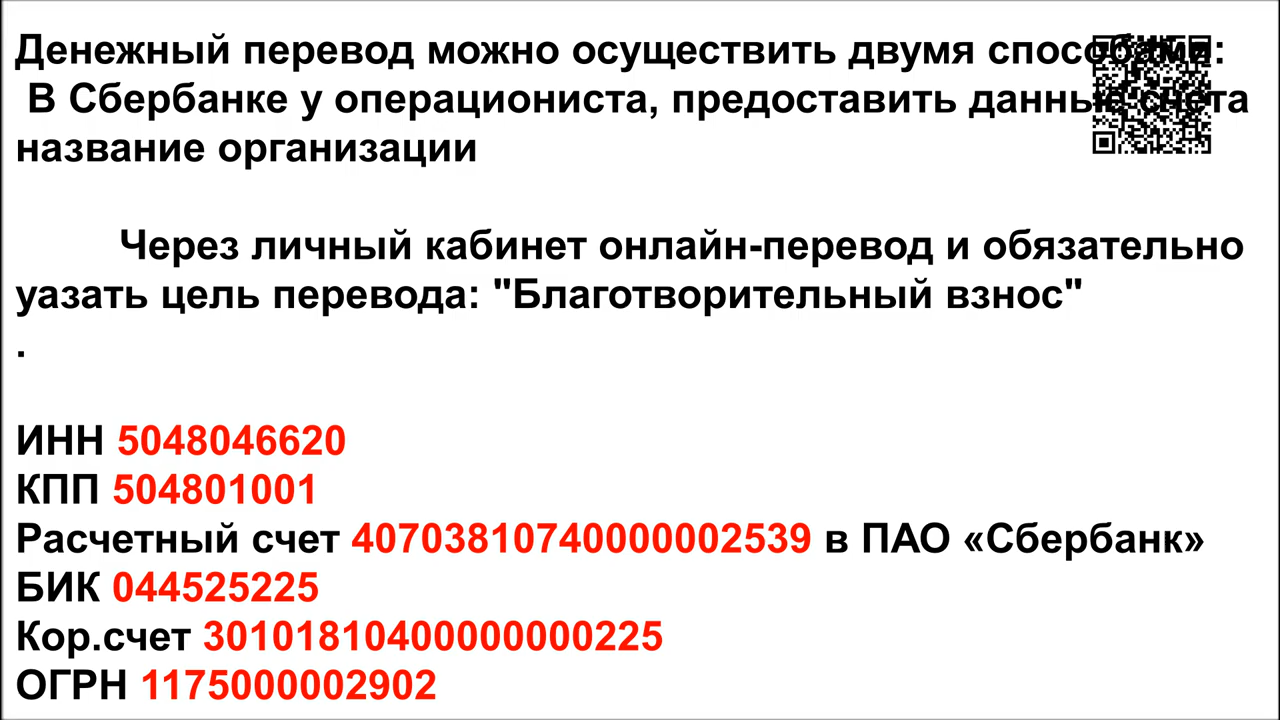 Денежный перевод можно осуществить двумя способами:
В Сбербанке у операциониста, предоставить данные счета
название организации
Через личный кабинет онлайн-перевод и обязательно
уазать цель перевода: "Благотворительный взнос"
.
ИНН 5048046620
КПП 504801001
Расчетный счет 40703810740000002539 в ПАО «Сбербанк»
БИК 044525225
Кор.счет 30101810400000000225
ОГРН 1175000002902